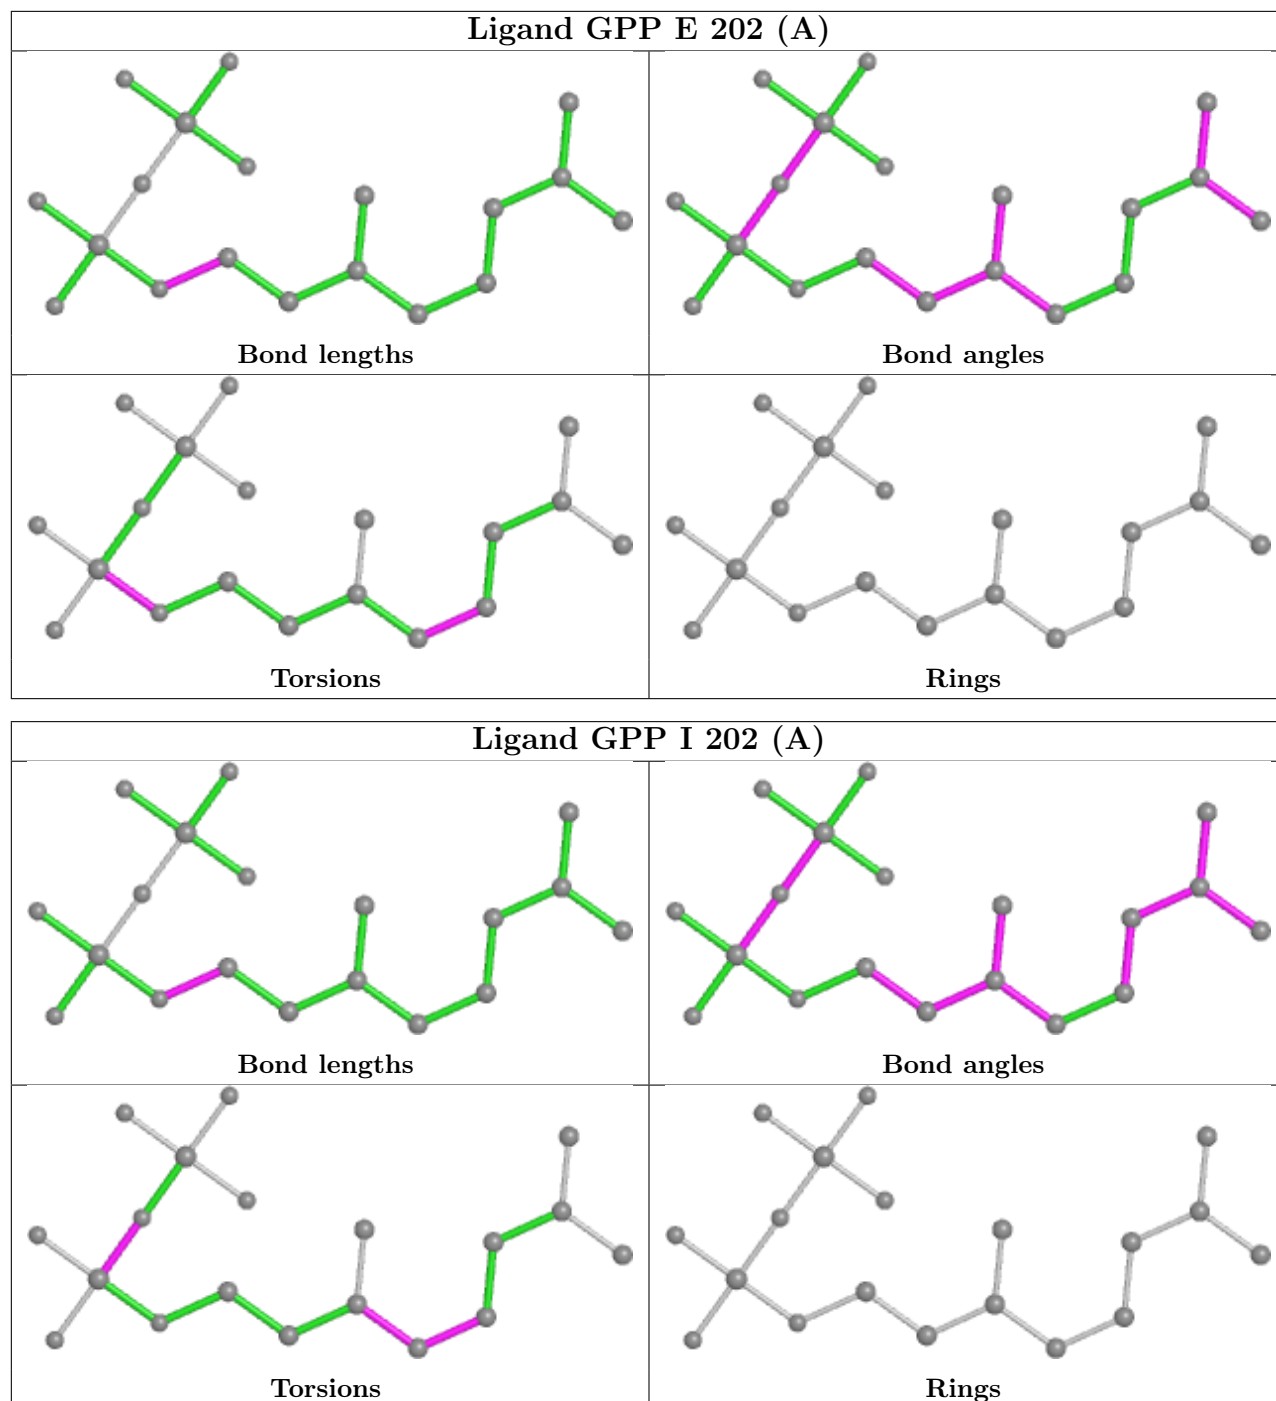 Ligand GPP E 202 (A)
Bond lengths
Bond angles
Torsions
Rings
Ligand GPP I 202 (A)
Bond lengths
Bond angles
Torsions
Rings